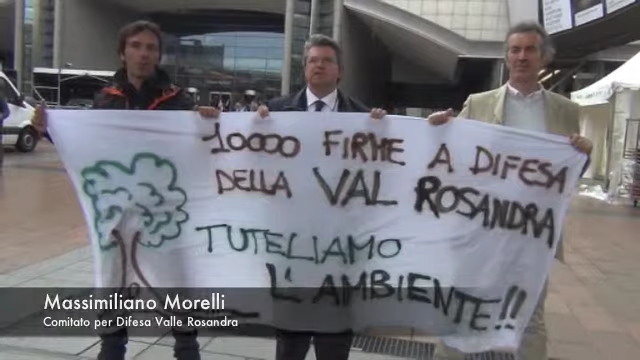 10000 FIRME A DIFESA
DELLA VAL ROSANDRA
TUTELIAMO
L'AMBIENTE!!
Massimiliano Morelli
Comitato per Difesa Valle Rosandra